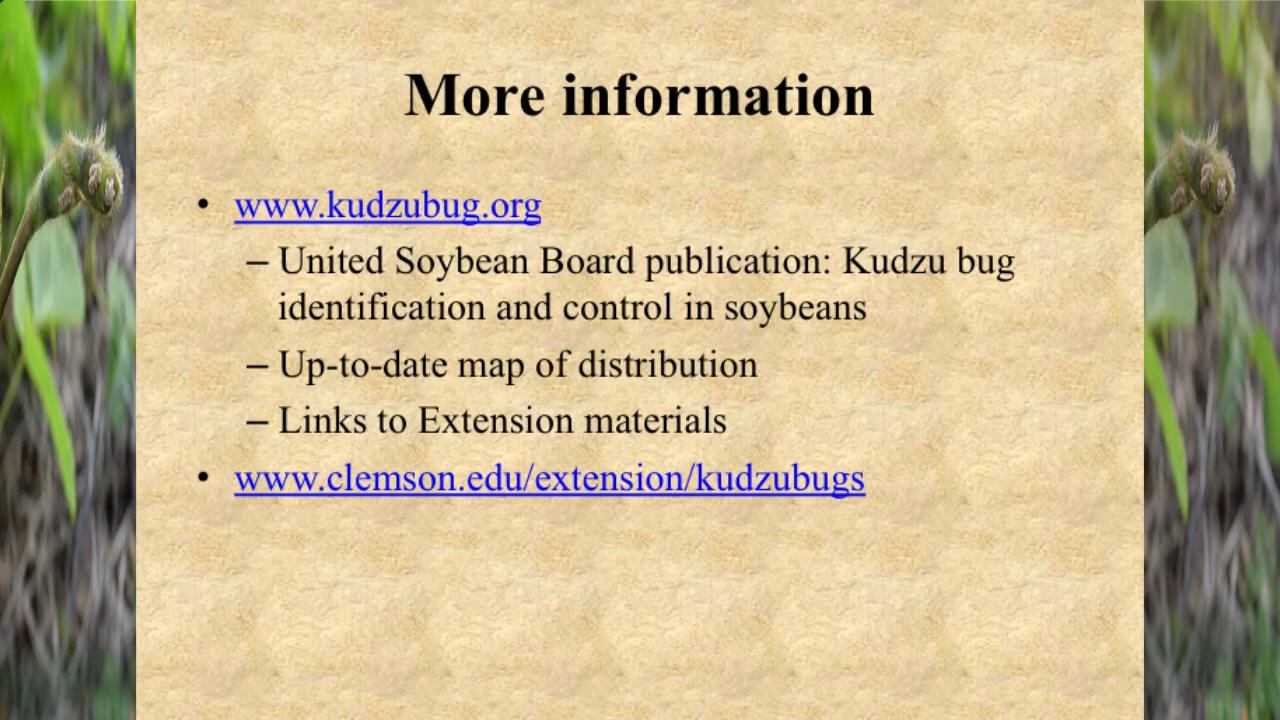 More information
• www.kudzubug.org
– United Soybean Board publication: Kudzu bug
identification and control in soybeans
– Up-to-date map of distribution
– Links to Extension materials
• www.clemson.edu/extension/kudzubugs